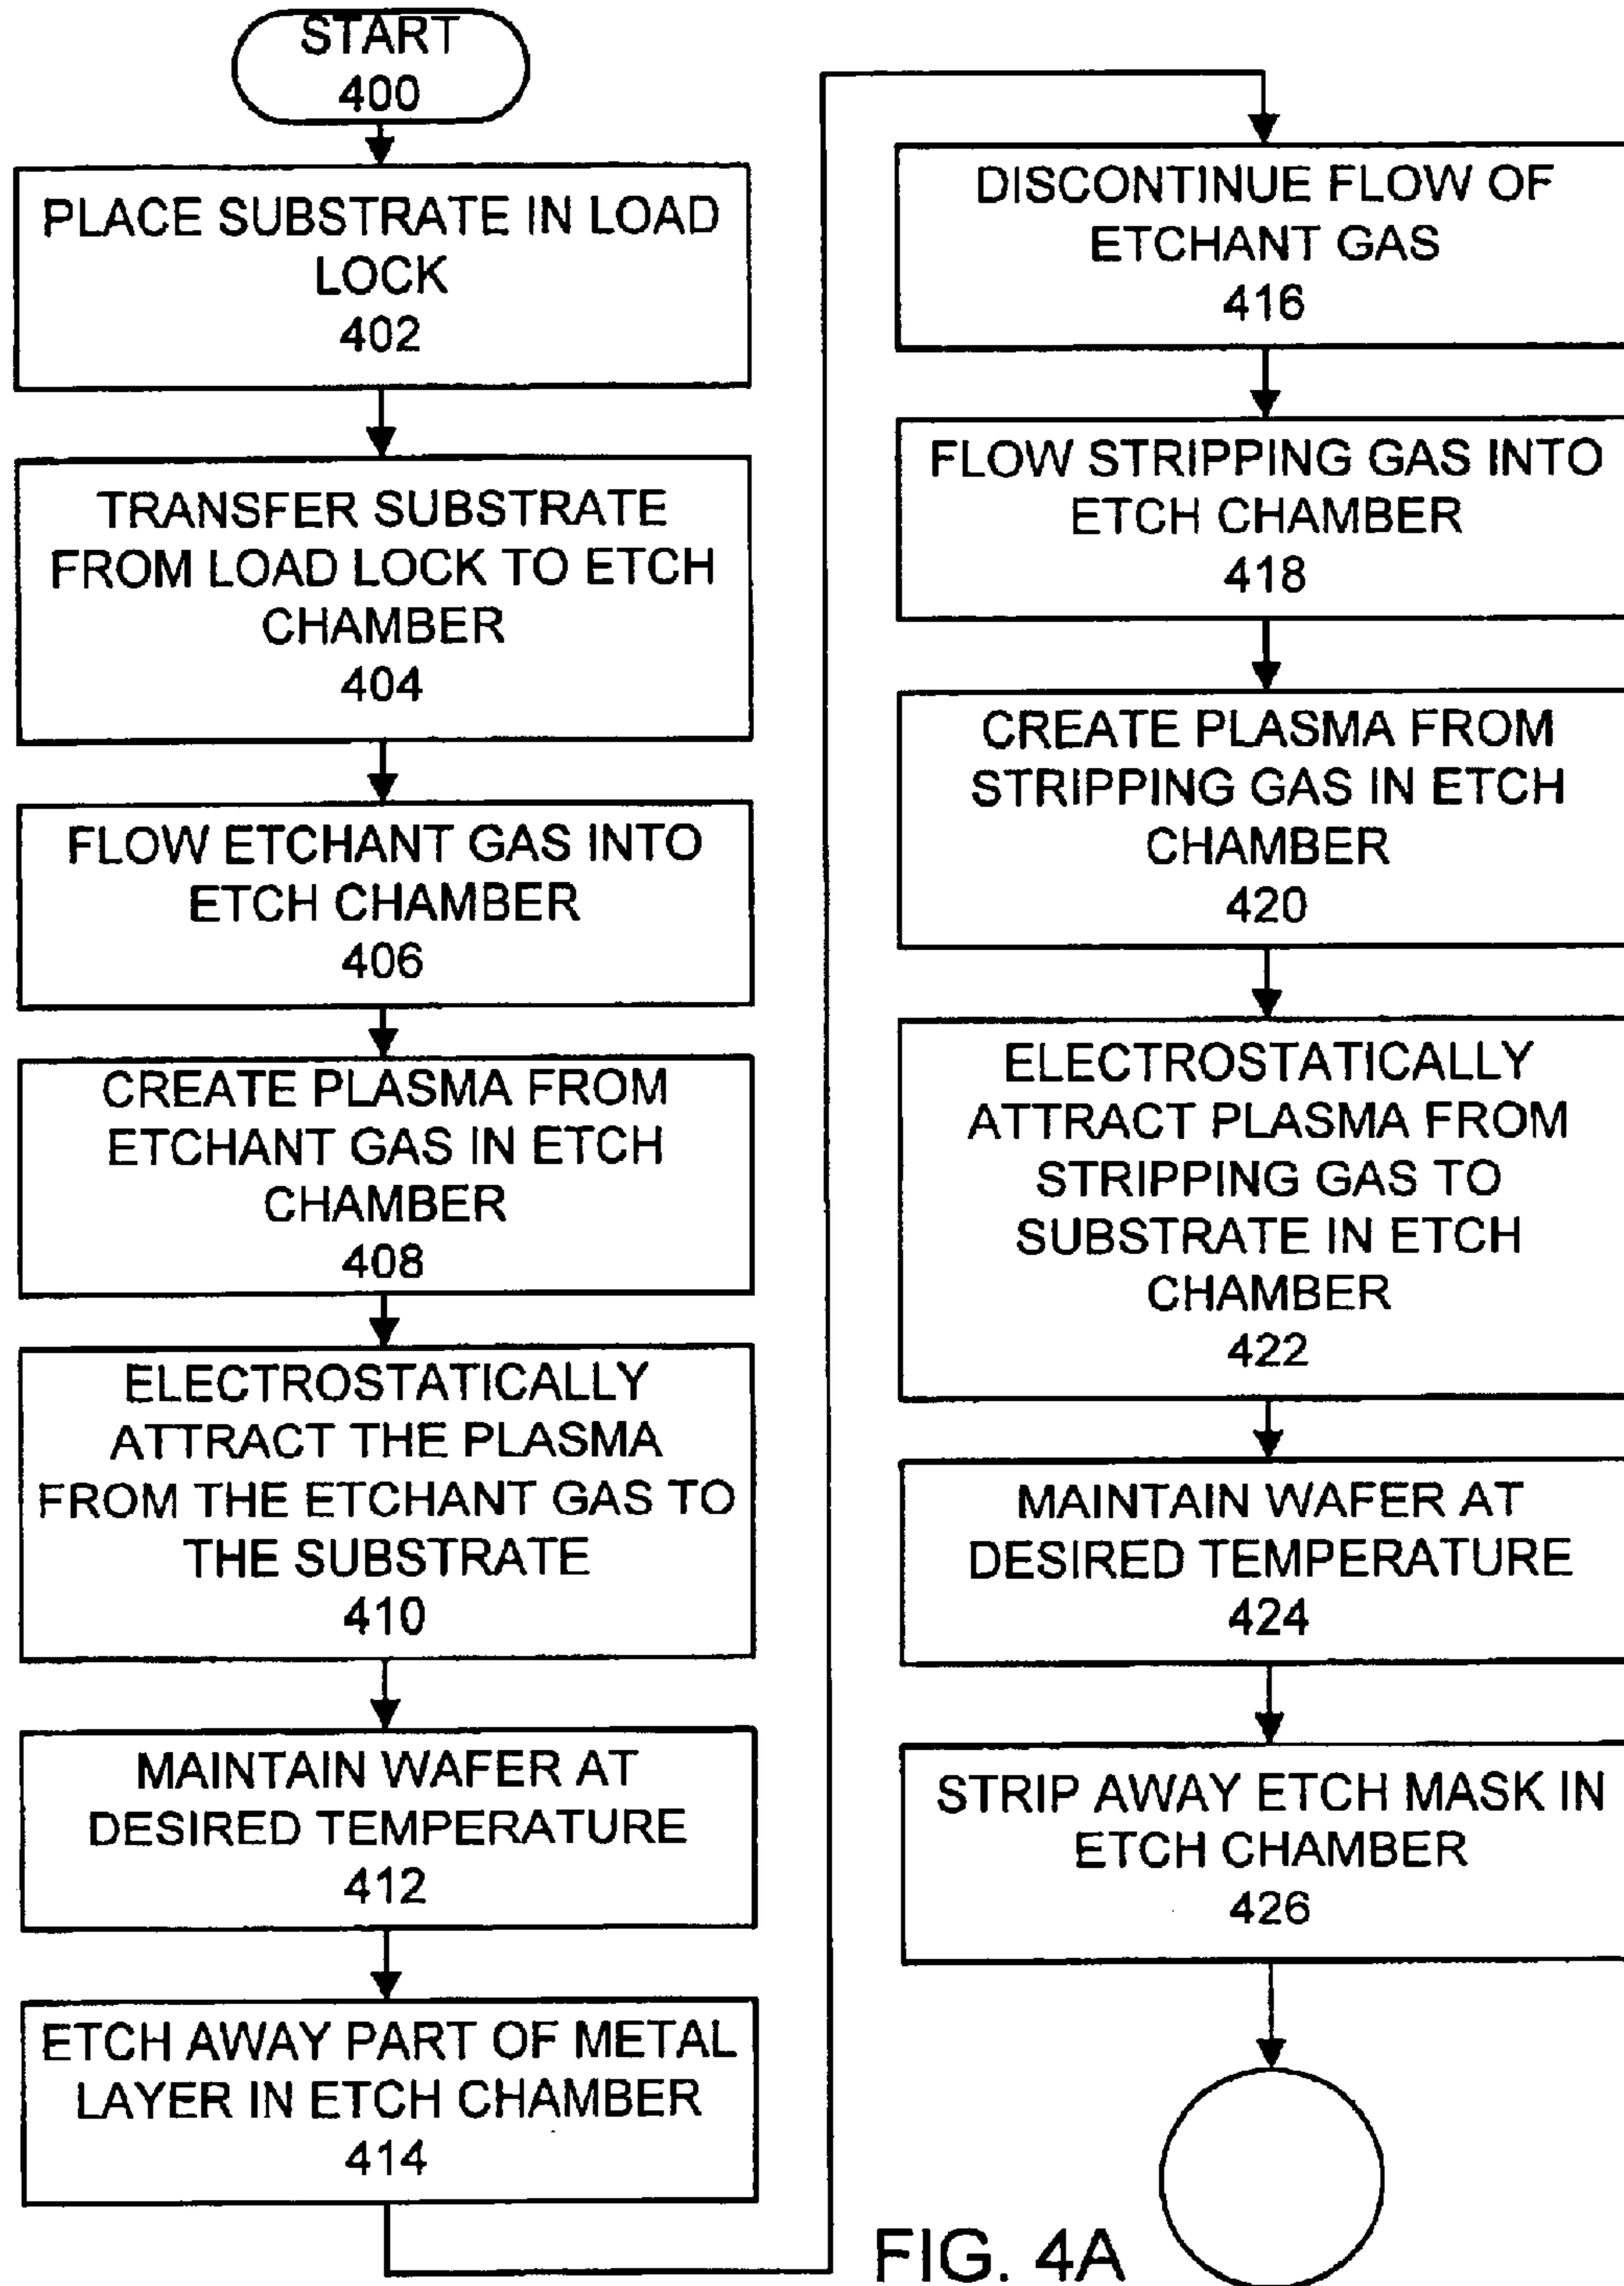 START
400
PLACE SUBSTRATE IN LOAD
LOCK
402
TRANSFER SUBSTRATE
FROM LOAD LOCK TO ETCH
CHAMBER
404
FLOW ETCHANT GAS INTO
ETCH CHAMBER
406
CREATE PLASMA FROM
ETCHANT GAS IN ETCH
CHAMBER
408
ELECTROSTATICALLY
ATTRACT THE PLASMA
FROM THE ETCHANT GAS TO
THE SUBSTRATE
410
MAINTAIN WAFER AT
DESIRED TEMPERATURE
412
ETCH AWAY PART OF METAL
LAYER IN ETCH CHAMBER
414
DISCONTINUE FLOW OF
ETCHANT GAS
416
FLOW STRIPPING GAS INTO
ETCH CHAMBER
418
CREATE PLASMA FROM
STRIPPING GAS IN ETCH
CHAMBER
420
ELECTROSTATICALLY
ATTRACT PLASMA FROM
STRIPPING GAS TO
SUBSTRATE IN ETCH
CHAMBER
422
MAINTAIN WAFER AT
DESIRED TEMPERATURE
424
STRIP AWAY ETCH MASK IN
ETCH CHAMBER
426
FIG. 4A